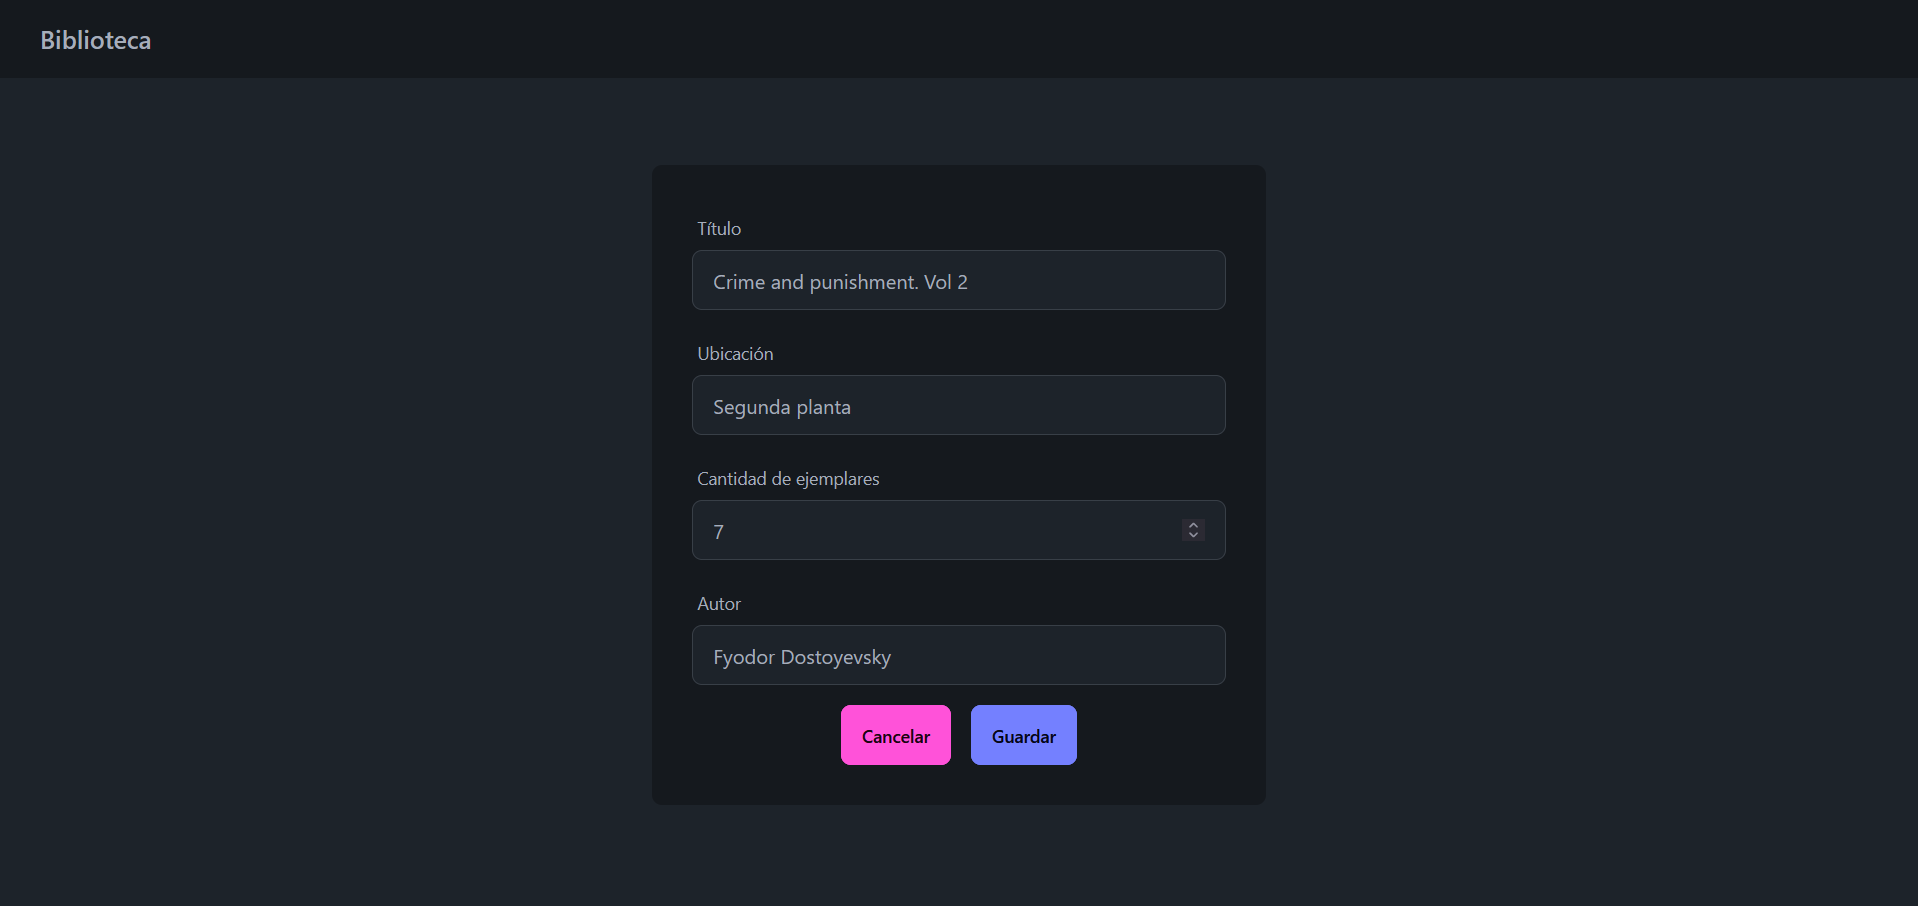 Biblioteca
Título
Crime and punishment. Vol 2
Ubicación
Segunda planta
Cantidad de ejemplares
7
Autor
Fyodor Dostoyevsky
Cancelar Guardar